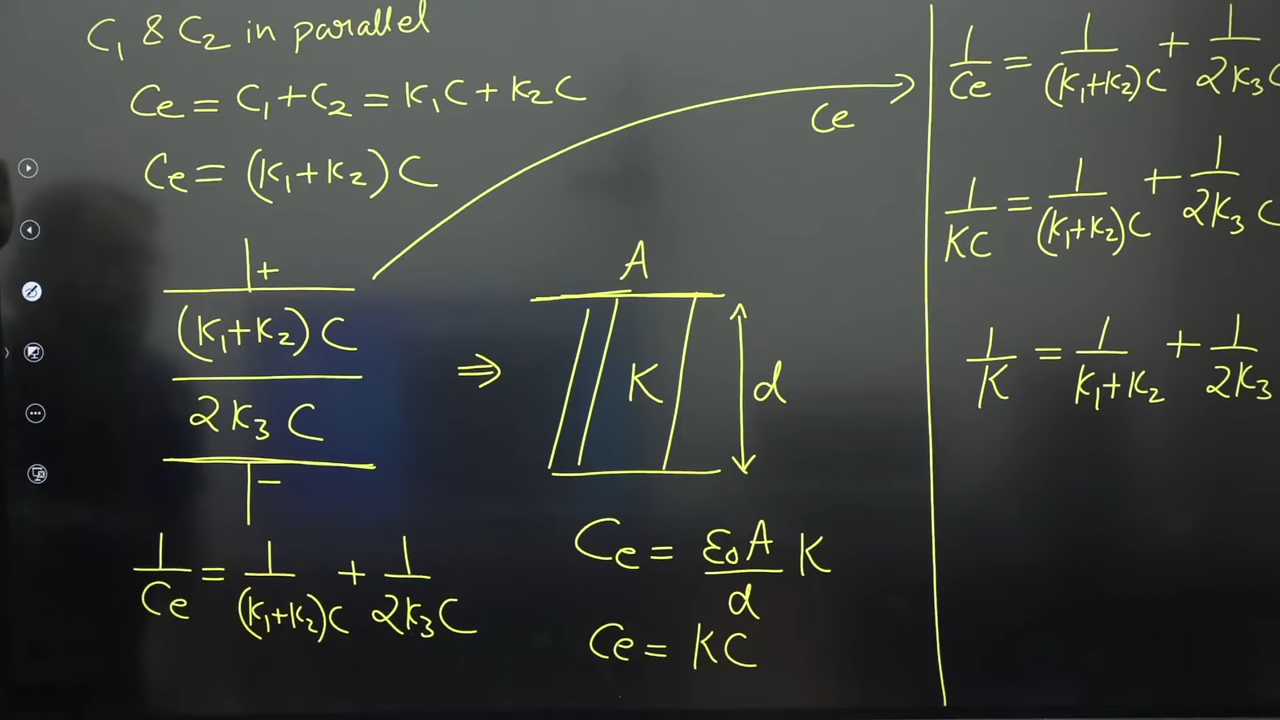 C₁ & C₂ in parallel
Ce = C₁ + C₂ = K₁C + K₂C
Ce = (K₁+K₂)C
+
(K₁+K₂)C
2K₃C
−
1/Ce = 1/(K₁+K₂)C + 1/2K₃C
⇒
A
K
d
Ce = ε₀A/d K
Ce = KC
Ce
1/Ce = 1/(K₁+K₂)C + 1/2K₃C
1/KC = 1/(K₁+K₂)C + 1/2K₃C
1/K = 1/K₁+K₂ + 1/2K₃